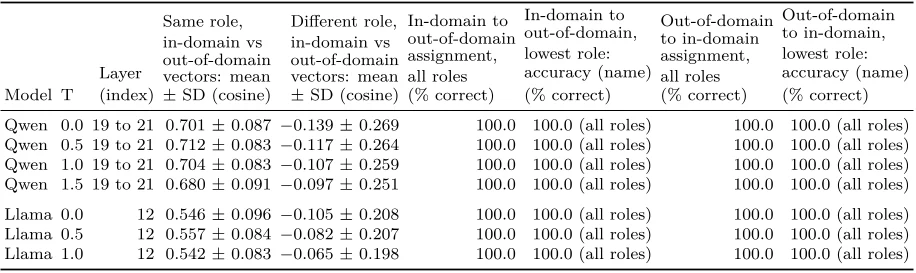 Same role, Different role, In-domain to In-domain to Out-of-domain Out-of-domain
in-domain vs in-domain vs out-of-domain out-of-domain, to in-domain to in-domain,
out-of-domain out-of-domain assignment, lowest role: assignment, lowest role:
Layer vectors: mean vectors: mean all roles accuracy (name) all roles accuracy (name)
Model T (index) ± SD (cosine) ± SD (cosine) (% correct) (% correct) (% correct) (% correct)
Qwen 0.0 19 to 21 0.701 ± 0.087 −0.139 ± 0.269 100.0 100.0 (all roles) 100.0 100.0 (all roles)
Qwen 0.5 19 to 21 0.712 ± 0.083 −0.117 ± 0.264 100.0 100.0 (all roles) 100.0 100.0 (all roles)
Qwen 1.0 19 to 21 0.704 ± 0.083 −0.107 ± 0.259 100.0 100.0 (all roles) 100.0 100.0 (all roles)
Qwen 1.5 19 to 21 0.680 ± 0.091 −0.097 ± 0.251 100.0 100.0 (all roles) 100.0 100.0 (all roles)
Llama 0.0 12 0.546 ± 0.096 −0.105 ± 0.208 100.0 100.0 (all roles) 100.0 100.0 (all roles)
Llama 0.5 12 0.557 ± 0.084 −0.082 ± 0.207 100.0 100.0 (all roles) 100.0 100.0 (all roles)
Llama 1.0 12 0.542 ± 0.083 −0.065 ± 0.198 100.0 100.0 (all roles) 100.0 100.0 (all roles)